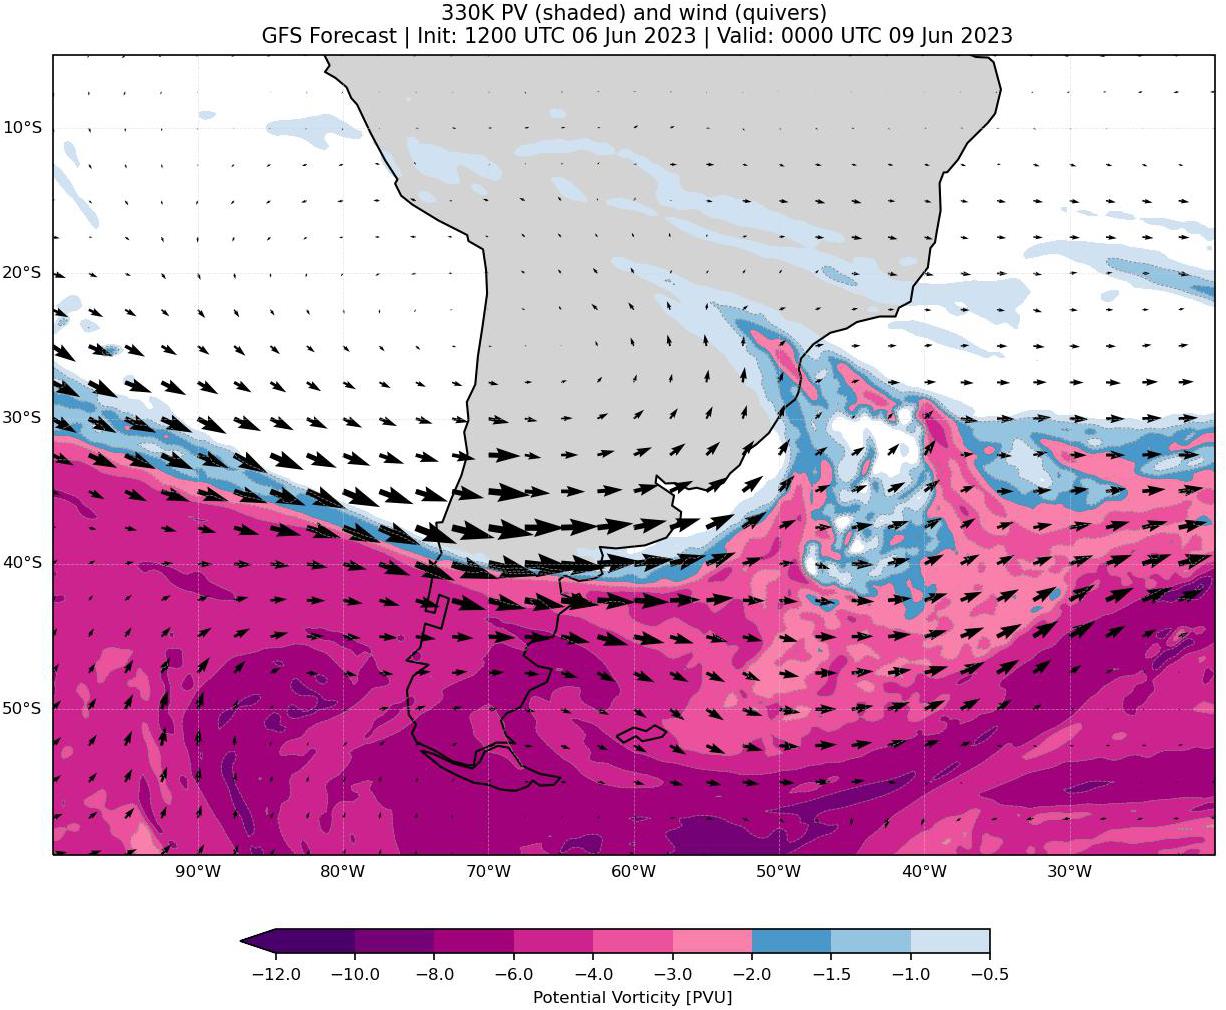 330K PV (shaded) and wind (quivers)
GFS Forecast | Init: 1200 UTC 06 Jun 2023 | Valid: 0000 UTC 09 Jun 2023
10°S
20°S
30°S
40°S
50°S
90°W 80°W 70°W 60°W 50°W 40°W 30°W
−12.0 −10.0 −8.0 −6.0 −4.0 −3.0 −2.0 −1.5 −1.0 −0.5
Potential Vorticity [PVU]